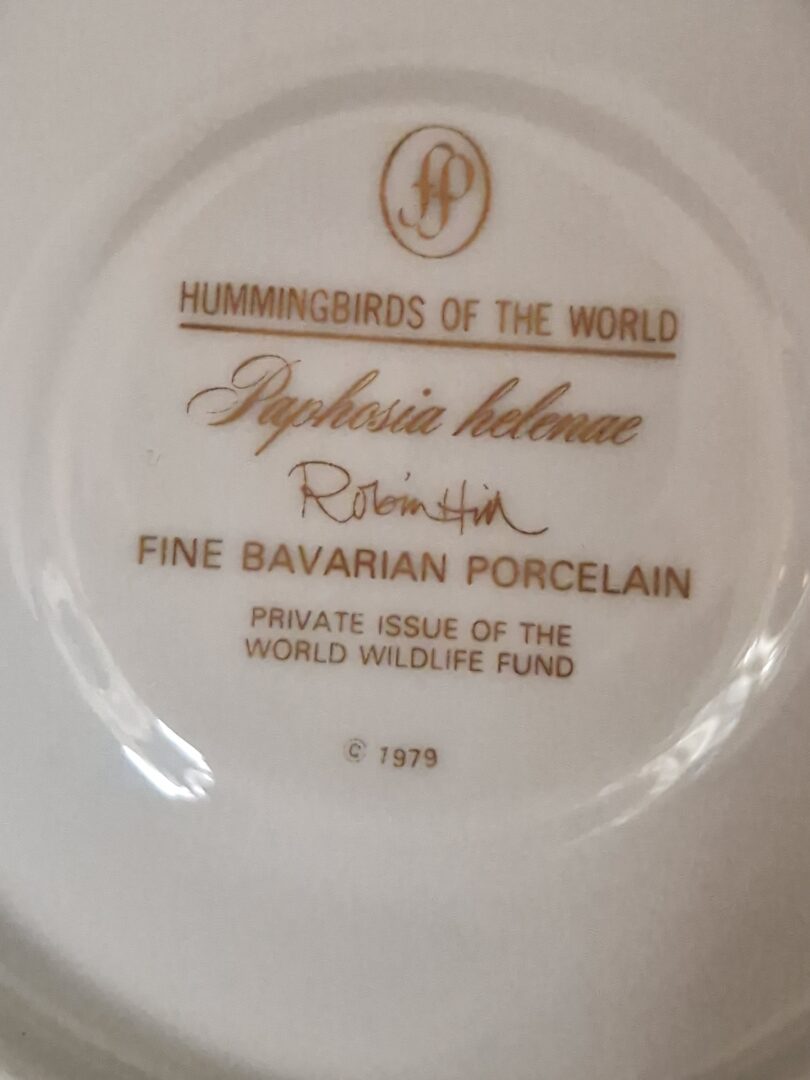 fp
HUMMINGBIRDS OF THE WORLD
Paphosia helenae
Robin Hill
FINE BAVARIAN PORCELAIN
PRIVATE ISSUE OF THE
WORLD WILDLIFE FUND
© 1979